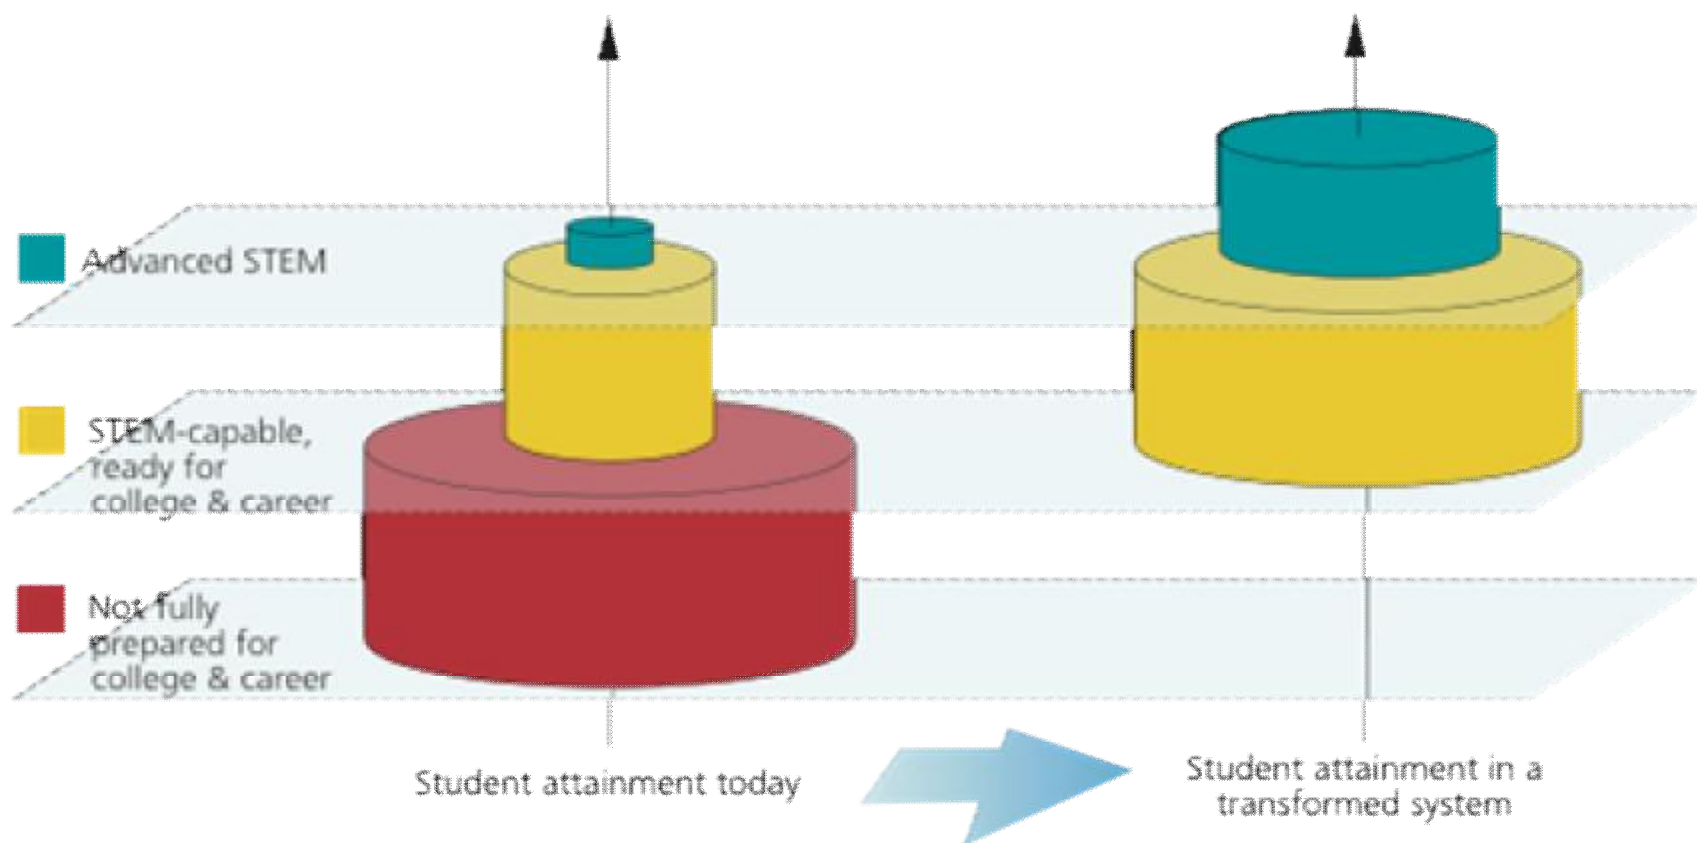 Advanced STEM
STEM-capable,
ready for
college & career
Not fully
prepared for
college & career
Student attainment today
Student attainment in a
transformed system